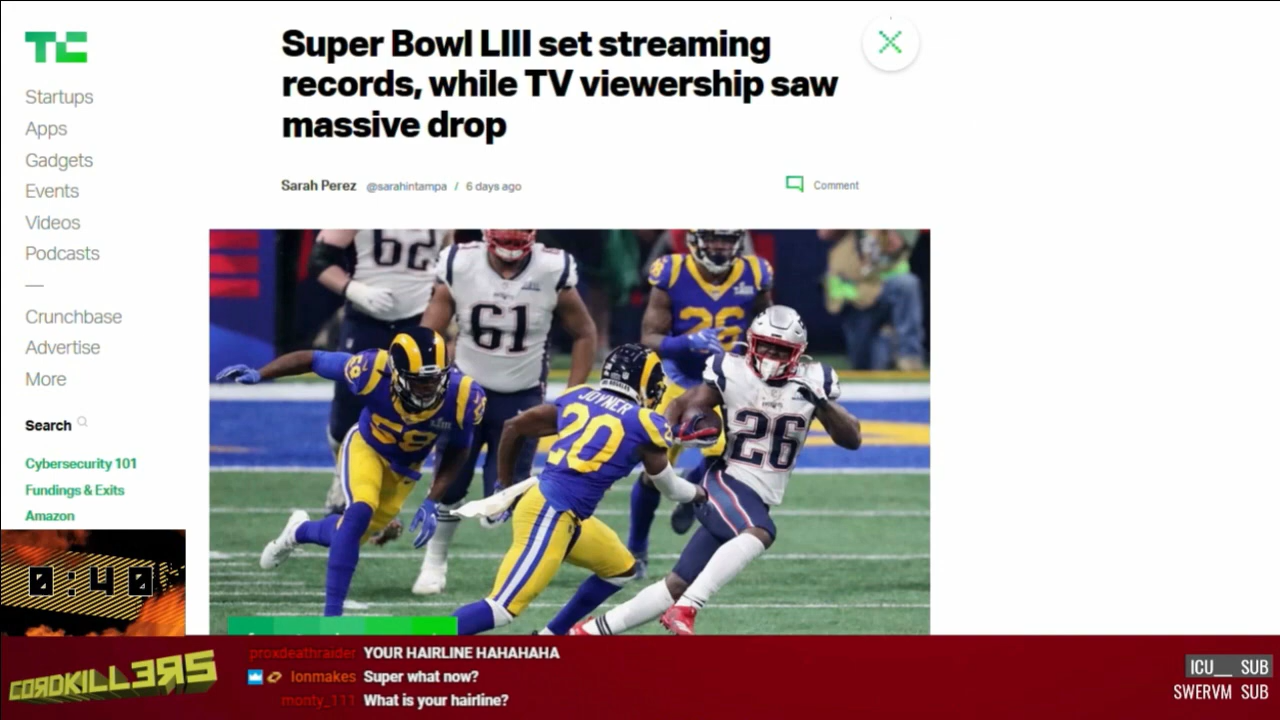 TC
Super Bowl LIII set streaming
records, while TV viewership saw
massive drop
Sarah Perez @sarahintampa / 6 days ago
Comment
Startups
Apps
Gadgets
Events
Videos
Podcasts
Crunchbase
Advertise
More
Search
Cybersecurity 101
Fundings & Exits
Amazon
62
61
26
58
JOYNER
20
26
0:40
CORDKILLERS
proxdeathraider YOUR HAIRLINE HAHAHAHA
lonmakes Super what now?
monty_111 What is your hairline?
ICU__ SUB
SWERVM SUB